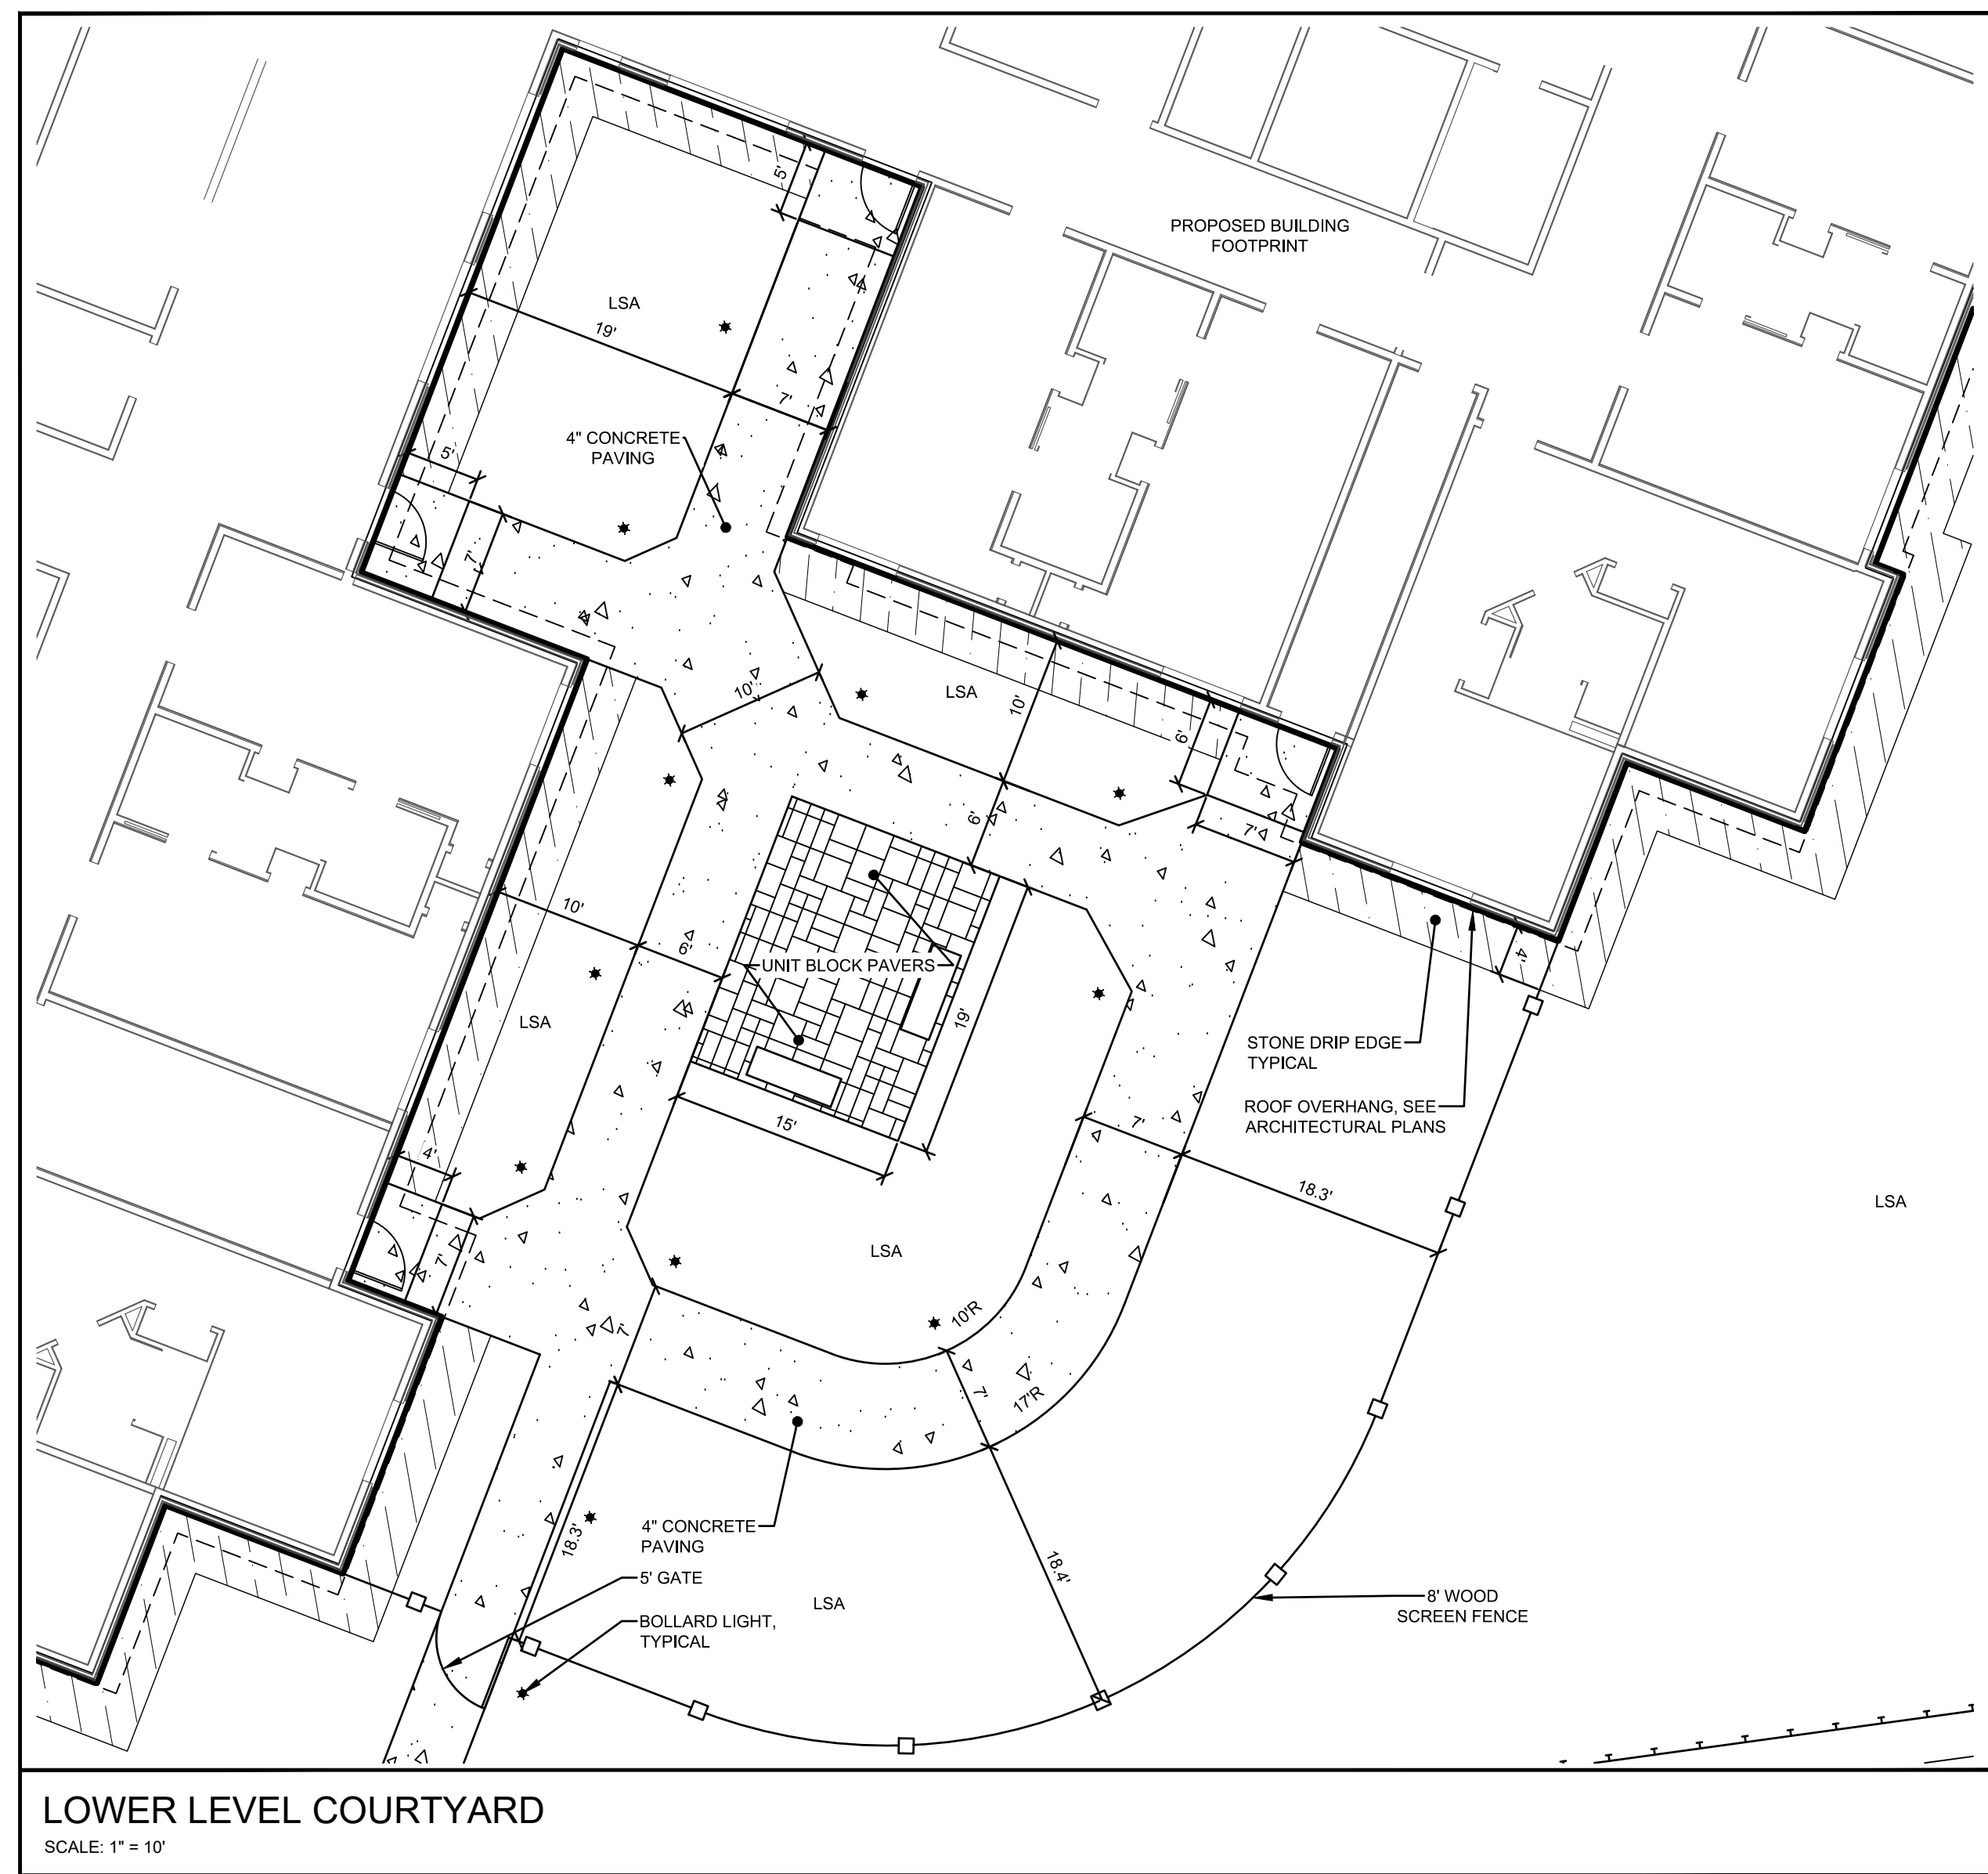 5'
PROPOSED BUILDING
FOOTPRINT
LSA
19'
7'
4" CONCRETE
PAVING
5'
7'
10'
LSA
10'
6'
6'
7'
10'
6'
UNIT BLOCK PAVERS
4'
19'
LSA
STONE DRIP EDGE
TYPICAL
ROOF OVERHANG, SEE
ARCHITECTURAL PLANS
15'
7'
4'
18.3'
LSA
7'
LSA
10'R
7'
7'
17'R
4" CONCRETE
PAVING
18.3'
18.4'
5' GATE
LSA
8' WOOD
SCREEN FENCE
BOLLARD LIGHT,
TYPICAL
LOWER LEVEL COURTYARD
SCALE: 1" = 10'